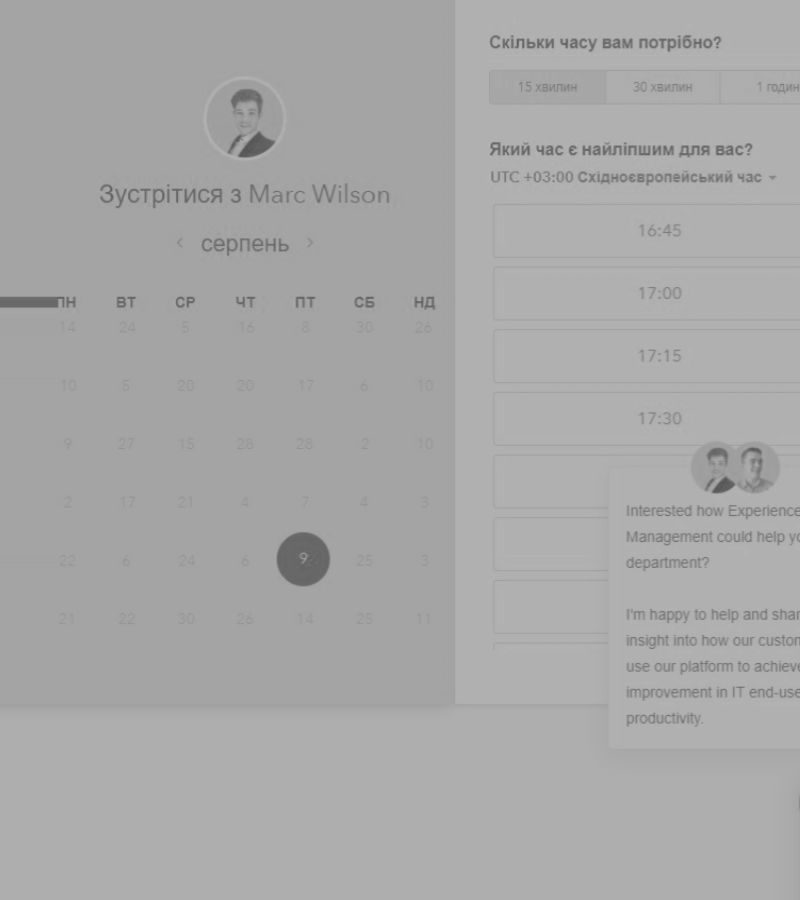 Зустрітися з Marc Wilson
серпень
ПН ВТ СР ЧТ ПТ СБ НД
14 24 5 16 8 30 26
10 5 20 20 17 6 10
9 27 15 28 28 2 10
2 17 21 4 7 4 3
22 6 24 6 9 25 3
21 22 30 26 14 25 11
Скільки часу вам потрібно?
15 хвилин 30 хвилин 1 годин
Який час є найліпшим для вас?
UTC +03:00 Східноєвропейський час
16:45
17:00
17:15
17:30
Interested how Experience
Management could help yo
department?
I'm happy to help and shar
insight into how our custom
use our platform to achieve
improvement in IT end-use
productivity.